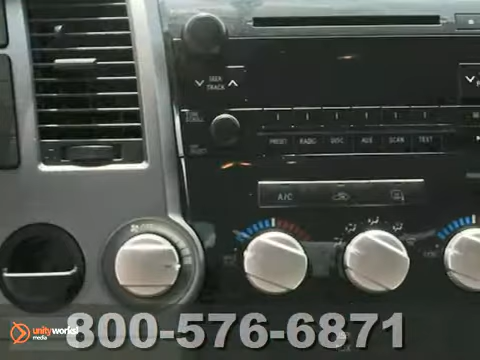 SEEK
TRACK
PRESET RADIO DISC AUX SCAN TEXT
A/C
unityworks!
media
800-576-6871